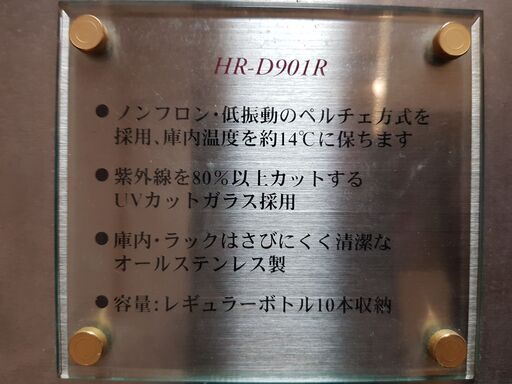 HR-D901R
●ノンフロン・低振動のペルチェ方式を
採用、庫内温度を約14℃に保ちます
●紫外線を80%以上カットする
UVカットガラス採用
●庫内・ラックはさびにくく清潔な
オールステンレス製
●容量:レギュラーボトル10本収納